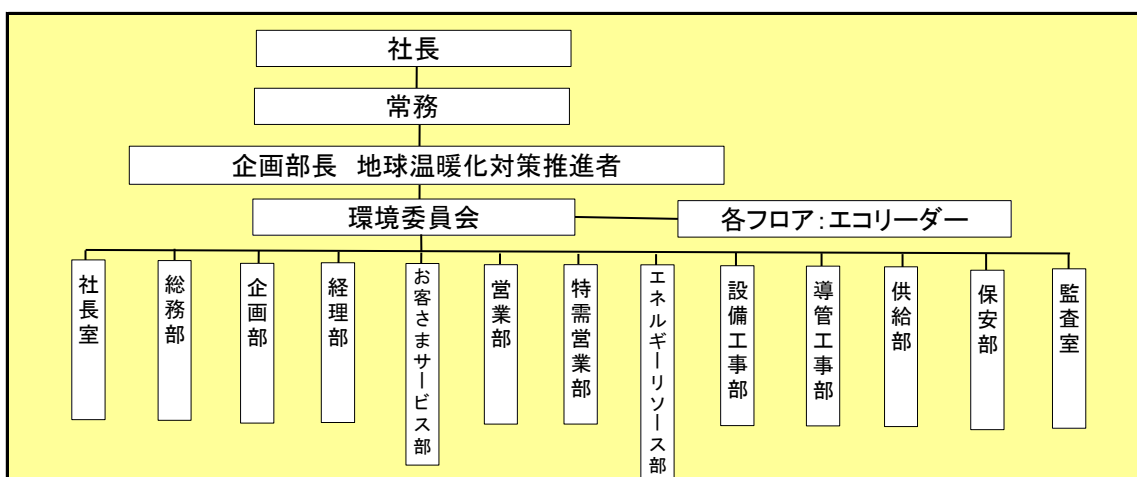 社長
常務
企画部長 地球温暖化対策推進者
環境委員会
各フロア：エコリーダー
社長室
総務部
企画部
経理部
お客さまサービス部
営業部
特需営業部
エネルギーリソース部
設備工事部
導管工事部
供給部
保安部
監査室